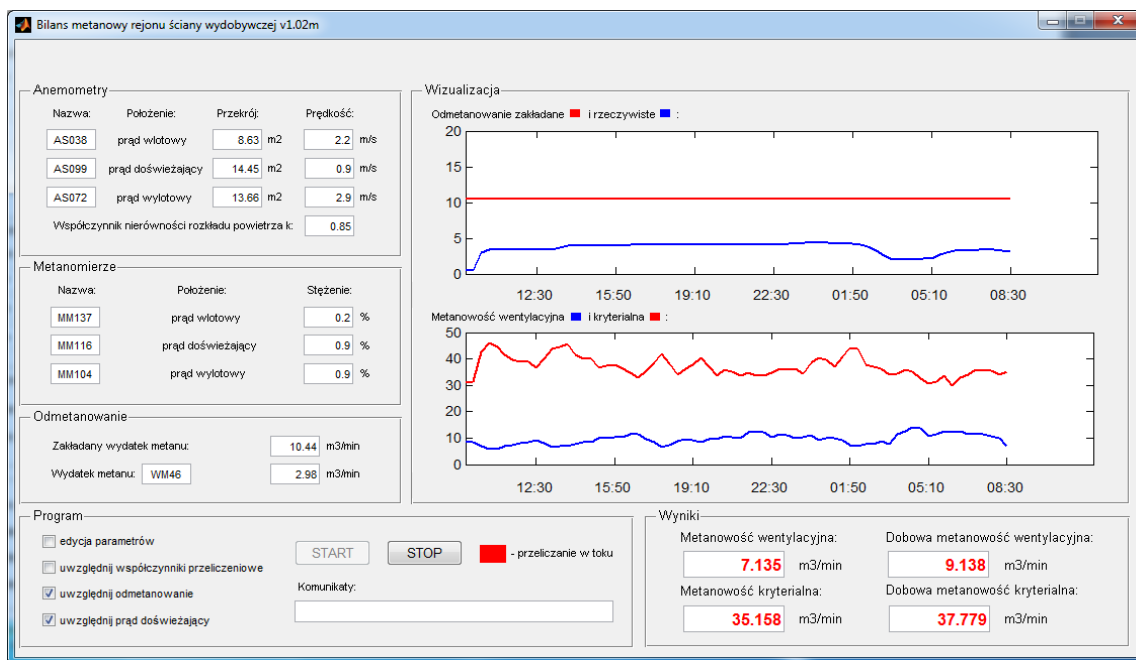 Bilans metanowy rejonu ściany wydobywczej v1.02m
Anemometry
Nazwa: Położenie: Przekrój: Prędkość:
AS038 prąd wlotowy 8.63 m2 2.2 m/s
AS099 prąd doświeżający 14.45 m2 0.9 m/s
AS072 prąd wylotowy 13.66 m2 2.9 m/s
Współczynnik nierówności rozkładu powietrza k: 0.85
Metanomierze
Nazwa: Położenie: Stężenie:
MM137 prąd wlotowy 0.2 %
MM116 prąd doświeżający 0.9 %
MM104 prąd wylotowy 0.9 %
Odmetanowanie
Zakładany wydatek metanu: 10.44 m3/min
Wydatek metanu: WM46 2.98 m3/min
Wizualizacja
Odmetanowanie zakładane i rzeczywiste :
20
15
10
5
0
12:30 15:50 19:10 22:30 01:50 05:10 08:30
Metanowość wentylacyjna i kryterialna :
50
40
30
20
10
0
12:30 15:50 19:10 22:30 01:50 05:10 08:30
Program
edycja parametrów
uwzględnij współczynniki przeliczeniowe
uwzględnij odmetanowanie
uwzględnij prąd doświeżający
START STOP - przeliczanie w toku
Komunikaty:
Wyniki
Metanowość wentylacyjna: Dobowa metanowość wentylacyjna:
7.135 m3/min 9.138 m3/min
Metanowość kryterialna: Dobowa metanowość kryterialna:
35.158 m3/min 37.779 m3/min